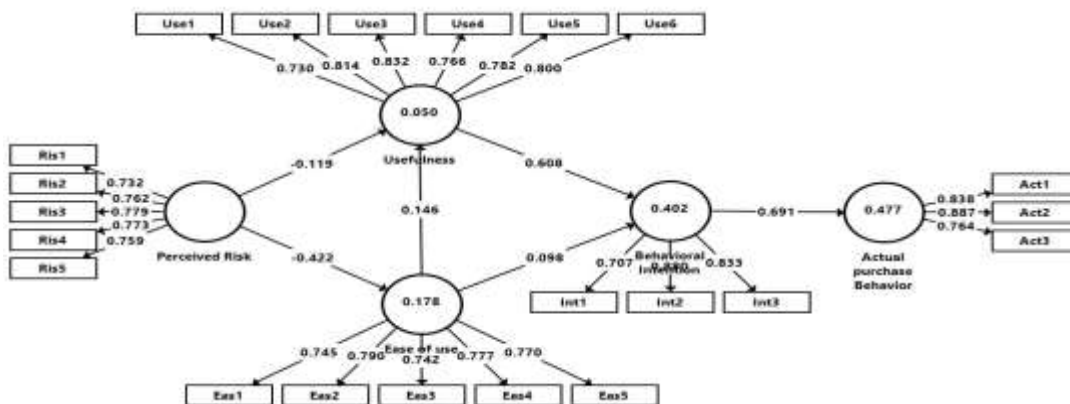 Use1 Use2 Use3 Use4 Use5 Use6
0.730 0.814 0.832 0.766 0.782 0.800
0.050
Usefulness
Ris1
Ris2
Ris3
Ris4
Ris5
0.732
0.762
0.779
0.773
0.759
Perceived Risk
-0.119
-0.422
0.146
0.608
0.098
0.402
Behavioral
Intention
0.691
0.477
Actual
purchase
Behavior
0.838
0.887
0.764
Act1
Act2
Act3
0.707 0.833
Int1 Int2 Int3
0.178
Ease of use
0.745 0.790 0.742 0.777 0.770
Eas1 Eas2 Eas3 Eas4 Eas5